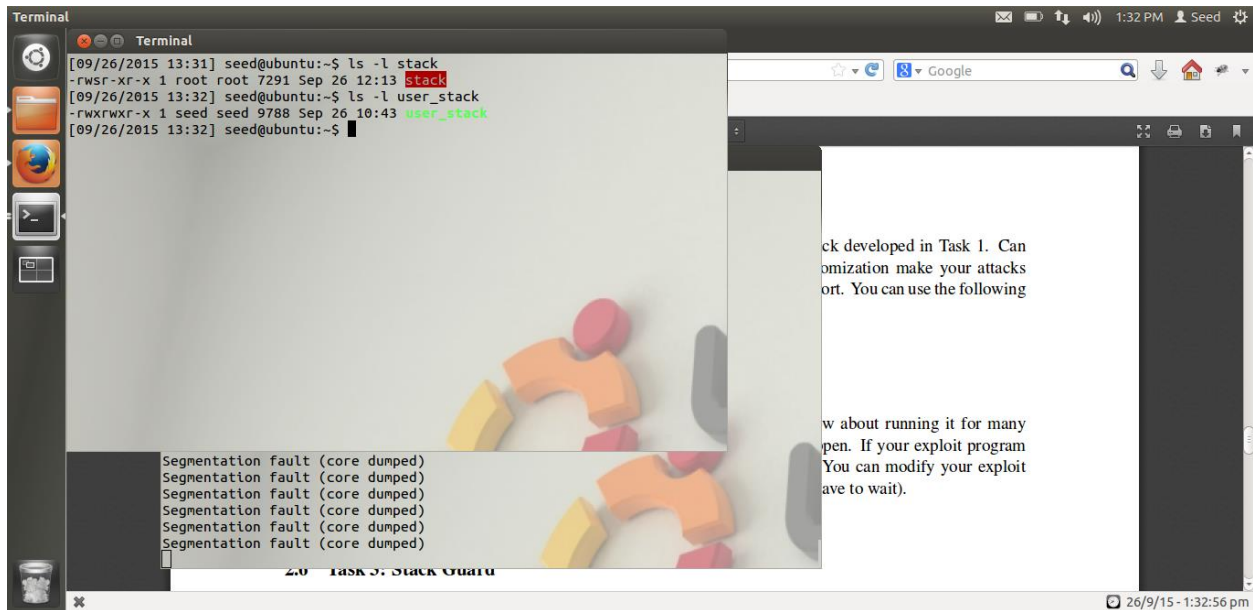 Terminal
1:32 PM Seed
Terminal
[09/26/2015 13:31] seed@ubuntu:~$ ls -l stack
-rwsr-xr-x 1 root root 7291 Sep 26 12:13 stack
[09/26/2015 13:32] seed@ubuntu:~$ ls -l user_stack
-rwxrwxr-x 1 seed seed 9788 Sep 26 10:43 user_stack
[09/26/2015 13:32] seed@ubuntu:~$
Google
ck developed in Task 1. Can
omization make your attacks
ort. You can use the following
w about running it for many
pen. If your exploit program
You can modify your exploit
ave to wait).
Segmentation fault (core dumped)
Segmentation fault (core dumped)
Segmentation fault (core dumped)
Segmentation fault (core dumped)
Segmentation fault (core dumped)
Segmentation fault (core dumped)
Task 3: Stack Guard
26/9/15 - 1:32:56 pm